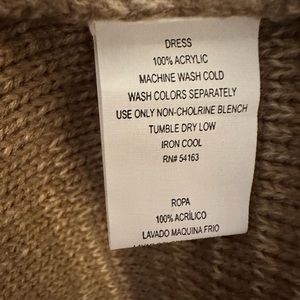 DRESS
100% ACRYLIC
MACHINE WASH COLD
WASH COLORS SEPARATELY
USE ONLY NON-CHOLRINE BLENCH
TUMBLE DRY LOW
IRON COOL
RN# 54163
ROPA
100% ACRÍLICO
LAVADO MAQUINA FRIO